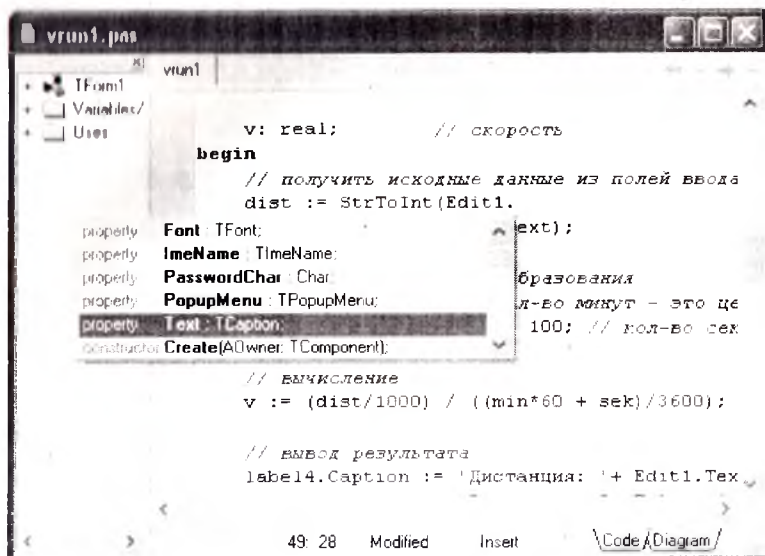 vrun1.pas
vrun1
TForm1
Variables/
Uses
v: real; // скорость
begin
// получить исходные данные из полей ввода
dist := StrToInt(Edit1.
ext);
property Font : TFont;
property ImeName : TImeName;
property PasswordChar : Char;
property PopupMenu : TPopupMenu;
property Text : TCaption;
constructor Create(AOwner: TComponent);
бразования
л-во минут - это це
100; // кол-во сек
// вычисление
v := (dist/1000) / ((min*60 + sek)/3600);
// вывод результата
label4.Caption := 'Дистанция: '+ Edit1.Tex
49: 28 Modified Insert Code Diagram